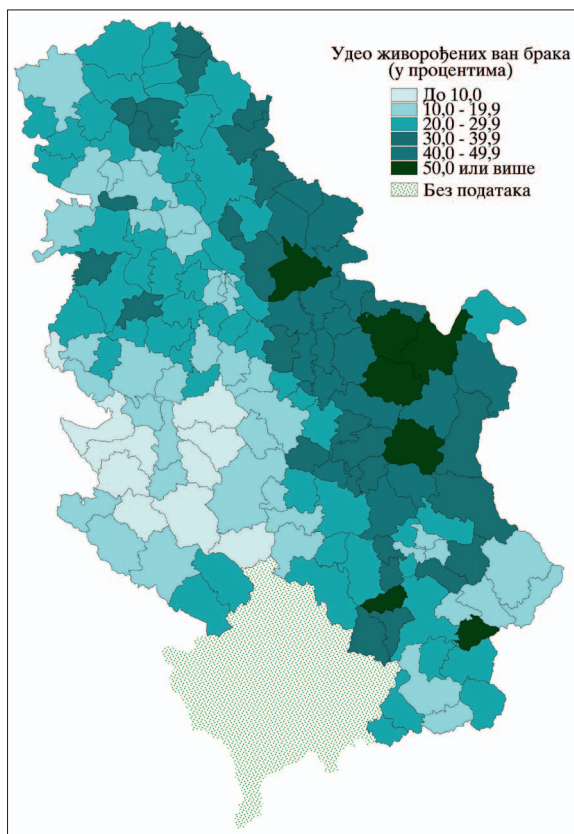 Удео живорођених ван брака
(у процентима)
До 10,0
10,0 - 19,9
20,0 - 29,9
30,0 - 39,9
40,0 - 49,9
50,0 или више
Без података